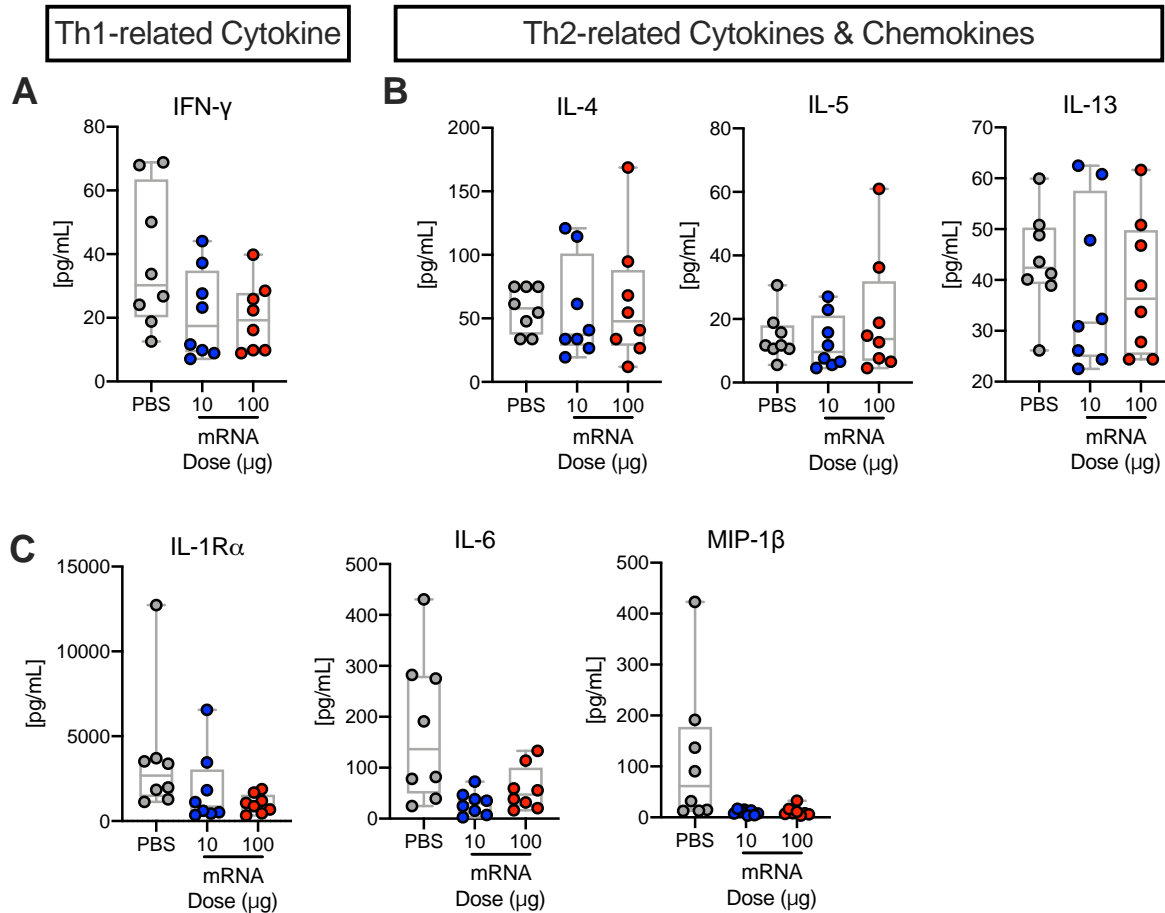 Th1-related Cytokine
Th2-related Cytokines & Chemokines
A
B
IFN-γ
IL-4
IL-5
IL-13
[pg/mL]
80
60
40
20
0
PBS
10
100
mRNA
Dose (µg)
[pg/mL]
200
150
100
50
0
PBS
10
100
mRNA
Dose (µg)
[pg/mL]
80
60
40
20
0
PBS
10
100
mRNA
Dose (µg)
[pg/mL]
70
60
50
40
30
20
PBS
10
100
mRNA
Dose (µg)
C
IL-1Rα
IL-6
MIP-1β
[pg/mL]
15000
10000
5000
0
PBS
10
100
mRNA
Dose (µg)
[pg/mL]
500
400
300
200
100
0
PBS
10
100
mRNA
Dose (µg)
[pg/mL]
500
400
300
200
100
0
PBS
10
100
mRNA
Dose (µg)